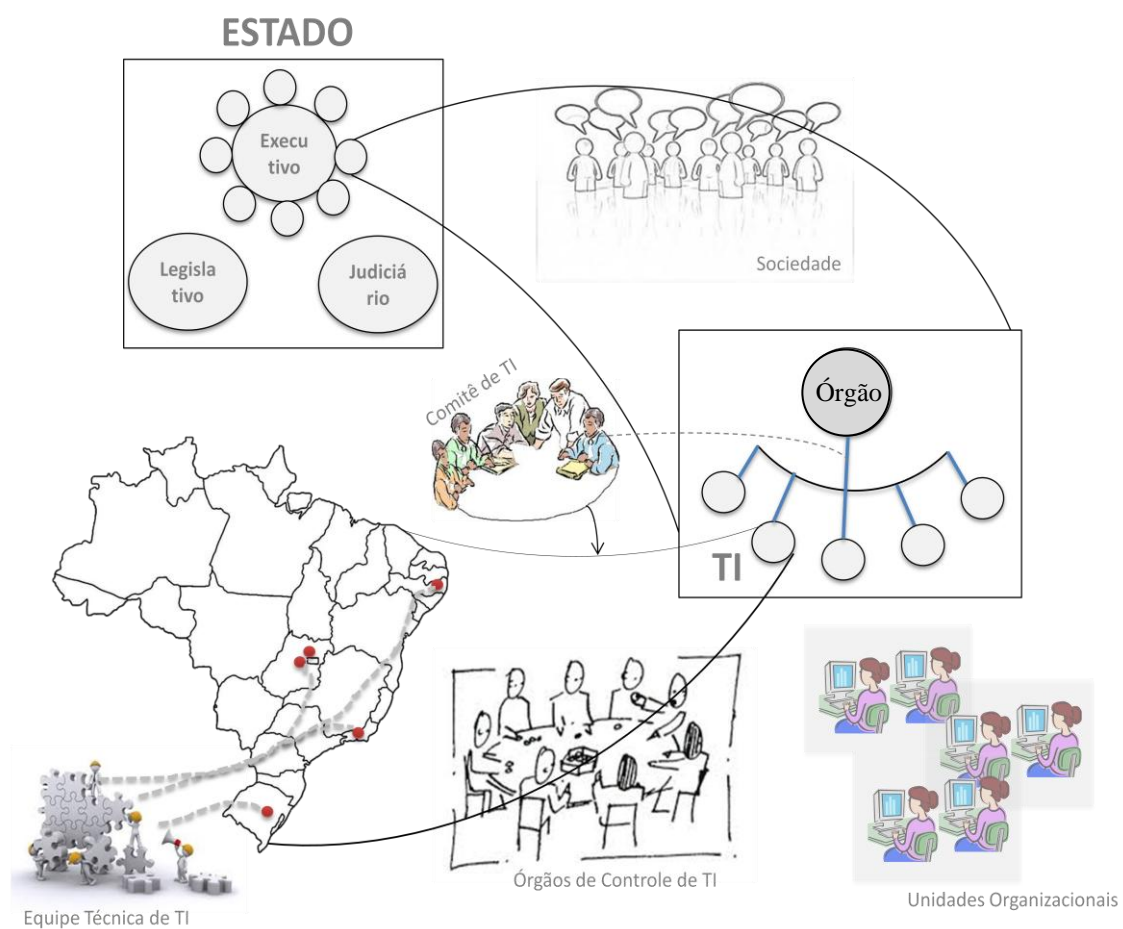 ESTADO
Execu
tivo
Legisla
tivo
Judiciá
rio
Sociedade
Comitê de TI
Órgão
TI
Órgãos de Controle de TI
Unidades Organizacionais
Equipe Técnica de TI